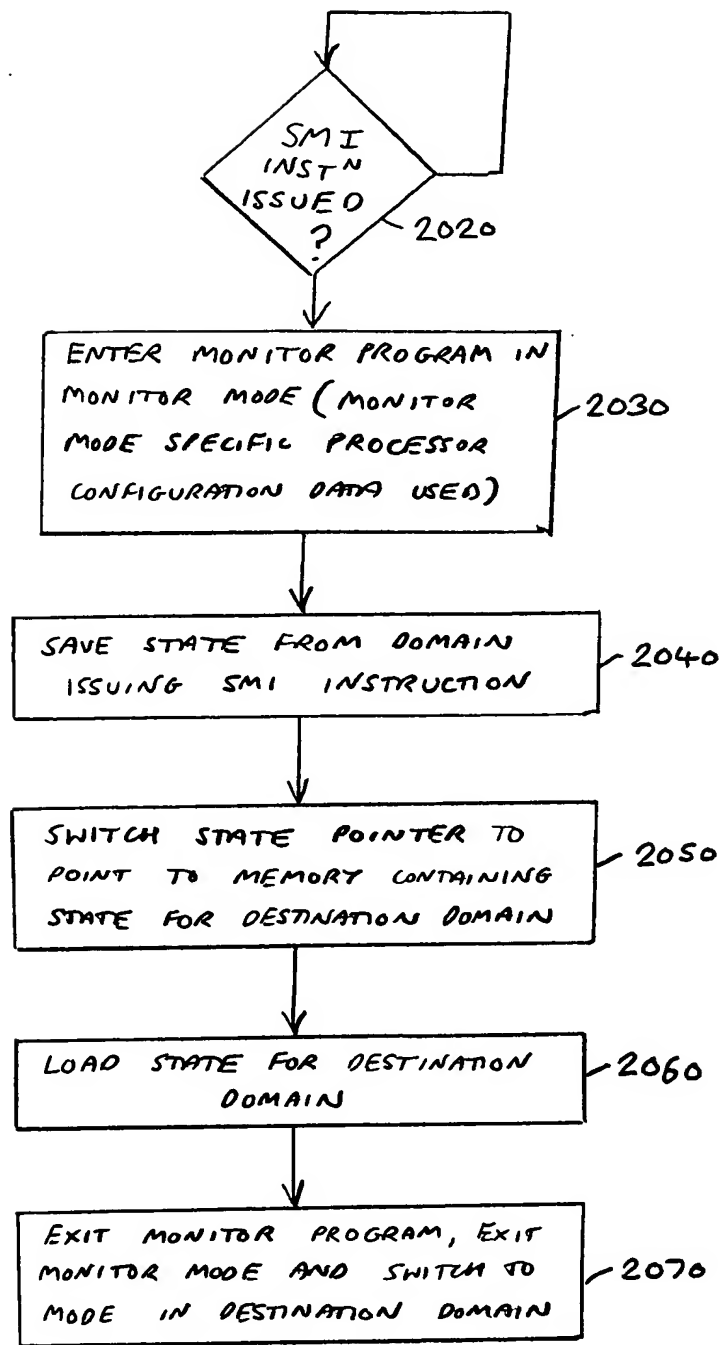 SMI
INSTN
ISSUED
?
2020
ENTER MONITOR PROGRAM IN
MONITOR MODE (MONITOR
MODE SPECIFIC PROCESSOR
CONFIGURATION DATA USED)
2030
SAVE STATE FROM DOMAIN
ISSUING SMI INSTRUCTION
2040
SWITCH STATE POINTER TO
POINT TO MEMORY CONTAINING
STATE FOR DESTINATION DOMAIN
2050
LOAD STATE FOR DESTINATION
DOMAIN
2060
EXIT MONITOR PROGRAM, EXIT
MONITOR MODE AND SWITCH TO
MODE IN DESTINATION DOMAIN
2070